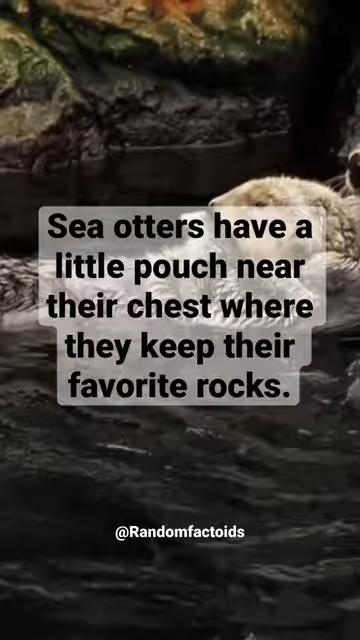 Sea otters have a
little pouch near
their chest where
they keep their
favorite rocks.
@Randomfactoids